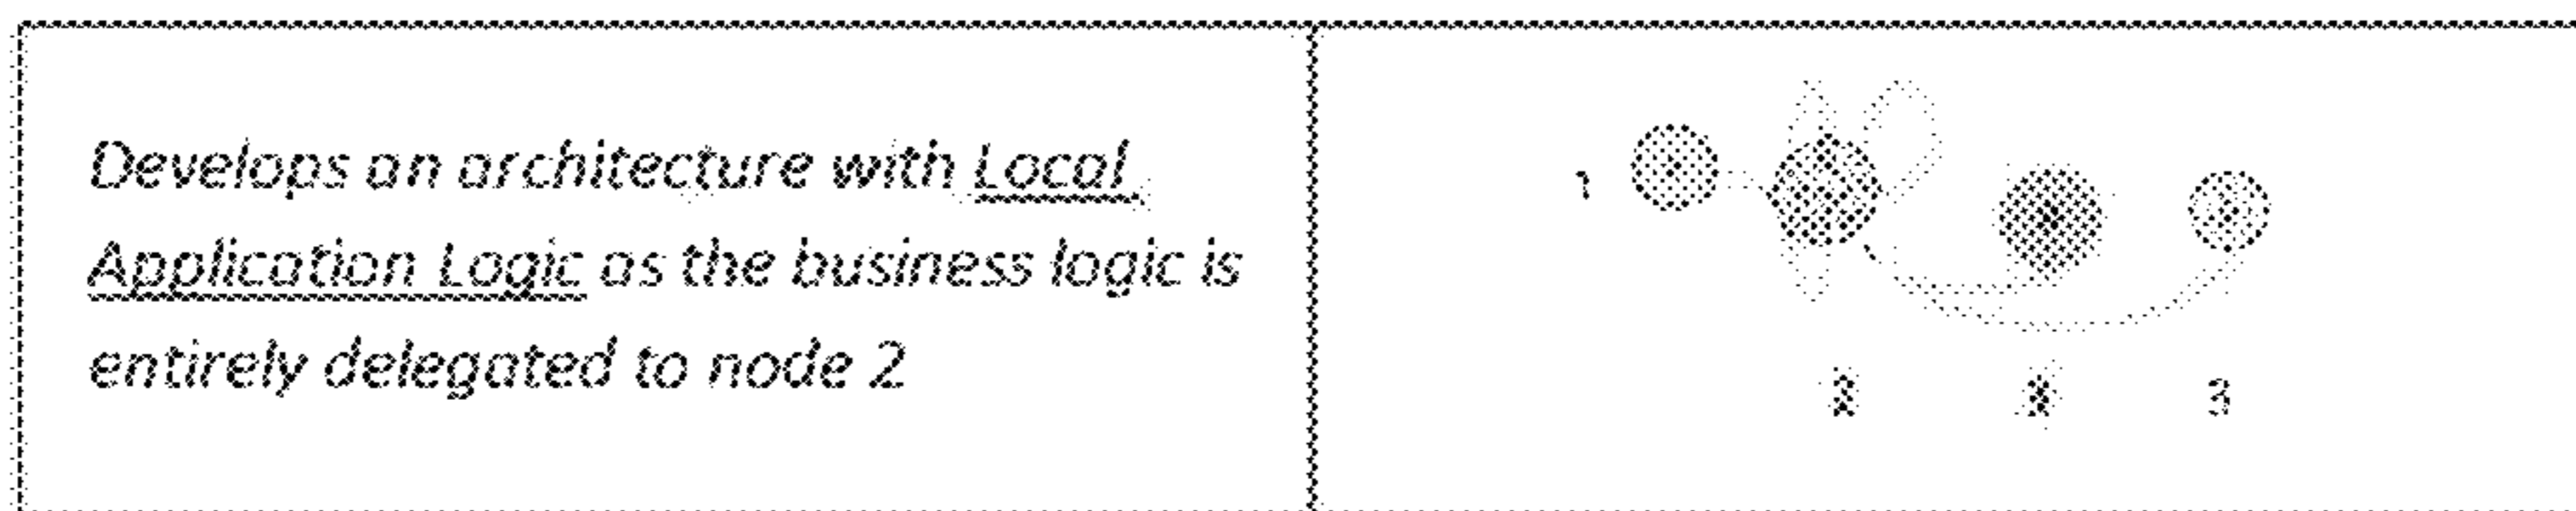 Develops an architecture with Local
Application Logic as the business logic is
entirely delegated to node 2
1
2 3